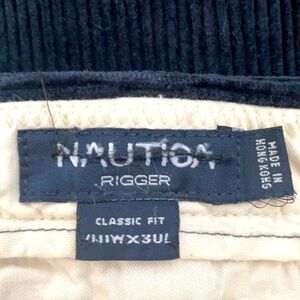 NAUTICA
RIGGER
MADE IN
HONG KONG
CLASSIC FIT